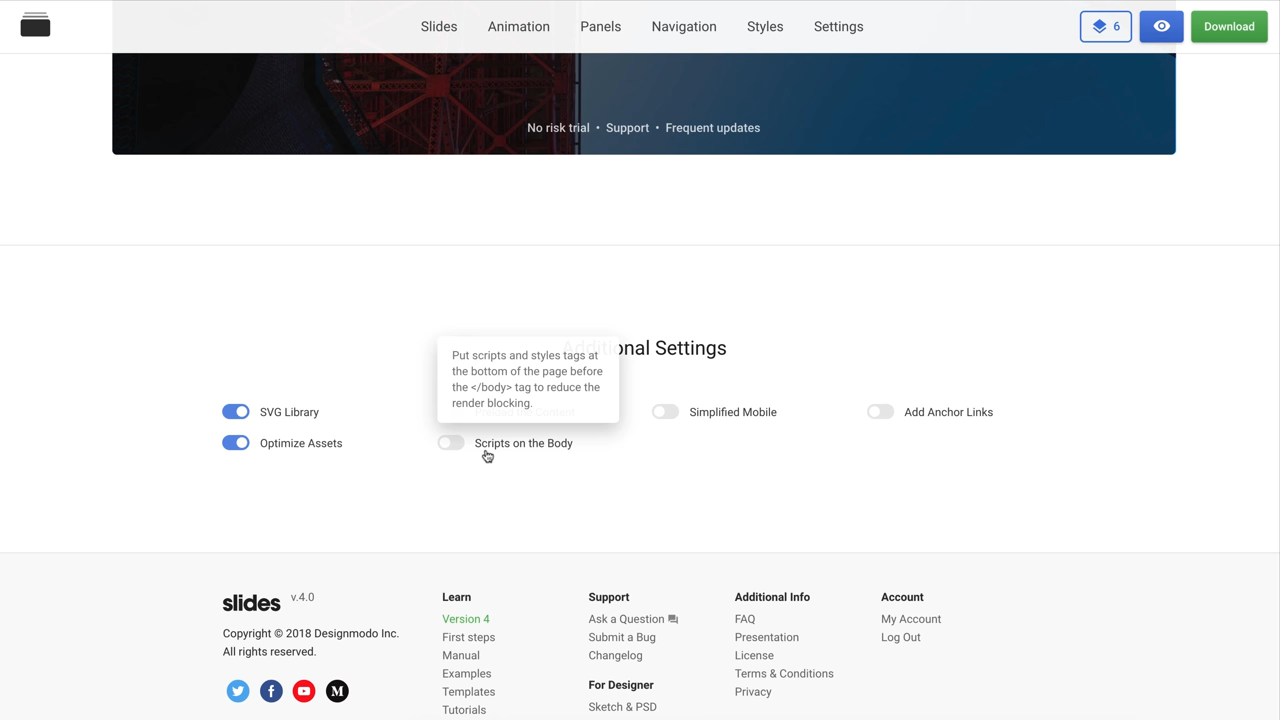 Slides
Animation
Panels
Navigation
Styles
Settings
6
Download
No risk trial • Support • Frequent updates
Additional Settings
Put scripts and styles tags at
the bottom of the page before
the </body> tag to reduce the
render blocking.
SVG Library
Simplified Mobile
Add Anchor Links
Optimize Assets
Scripts on the Body
slides v.4.0
Copyright © 2018 Designmodo Inc.
All rights reserved.
M
Learn
Version 4
First steps
Manual
Examples
Templates
Tutorials
Support
Ask a Question
Submit a Bug
Changelog
For Designer
Sketch & PSD
Additional Info
FAQ
Presentation
License
Terms & Conditions
Privacy
Account
My Account
Log Out